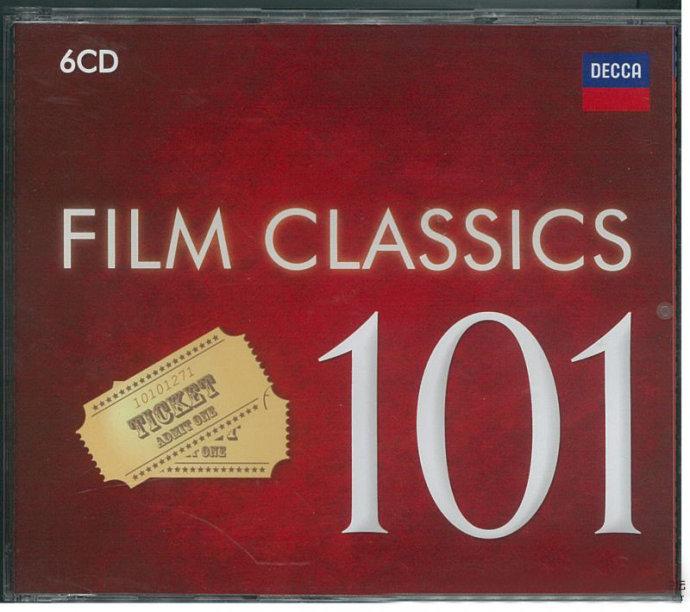 6CD
DECCA
FILM CLASSICS
101
10101271
TICKET
ADMIT ONE
ONE